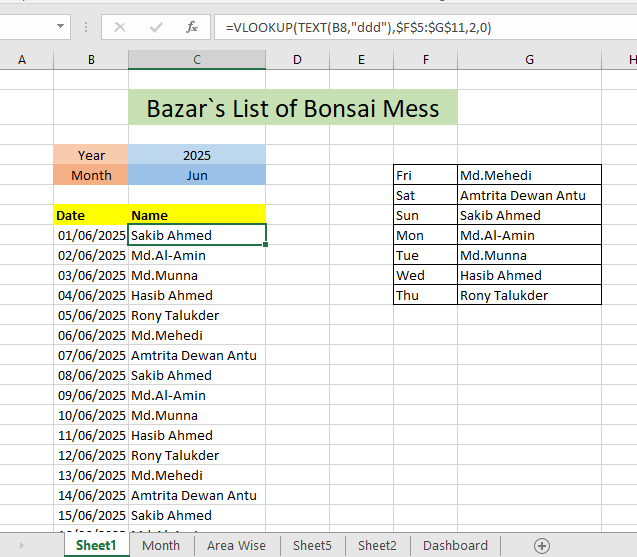 =VLOOKUP(TEXT(B8,"ddd"),$F$5:$G$11,2,0)
A B C D E F G H
Bazar`s List of Bonsai Mess
Year 2025
Month Jun
Fri Md.Mehedi
Sat Amtrita Dewan Antu
Date Name Sun Sakib Ahmed
01/06/2025 Sakib Ahmed Mon Md.Al-Amin
02/06/2025 Md.Al-Amin Tue Md.Munna
03/06/2025 Md.Munna Wed Hasib Ahmed
04/06/2025 Hasib Ahmed Thu Rony Talukder
05/06/2025 Rony Talukder
06/06/2025 Md.Mehedi
07/06/2025 Amtrita Dewan Antu
08/06/2025 Sakib Ahmed
09/06/2025 Md.Al-Amin
10/06/2025 Md.Munna
11/06/2025 Hasib Ahmed
12/06/2025 Rony Talukder
13/06/2025 Md.Mehedi
14/06/2025 Amtrita Dewan Antu
15/06/2025 Sakib Ahmed
Sheet1 Month Area Wise Sheet5 Sheet2 Dashboard